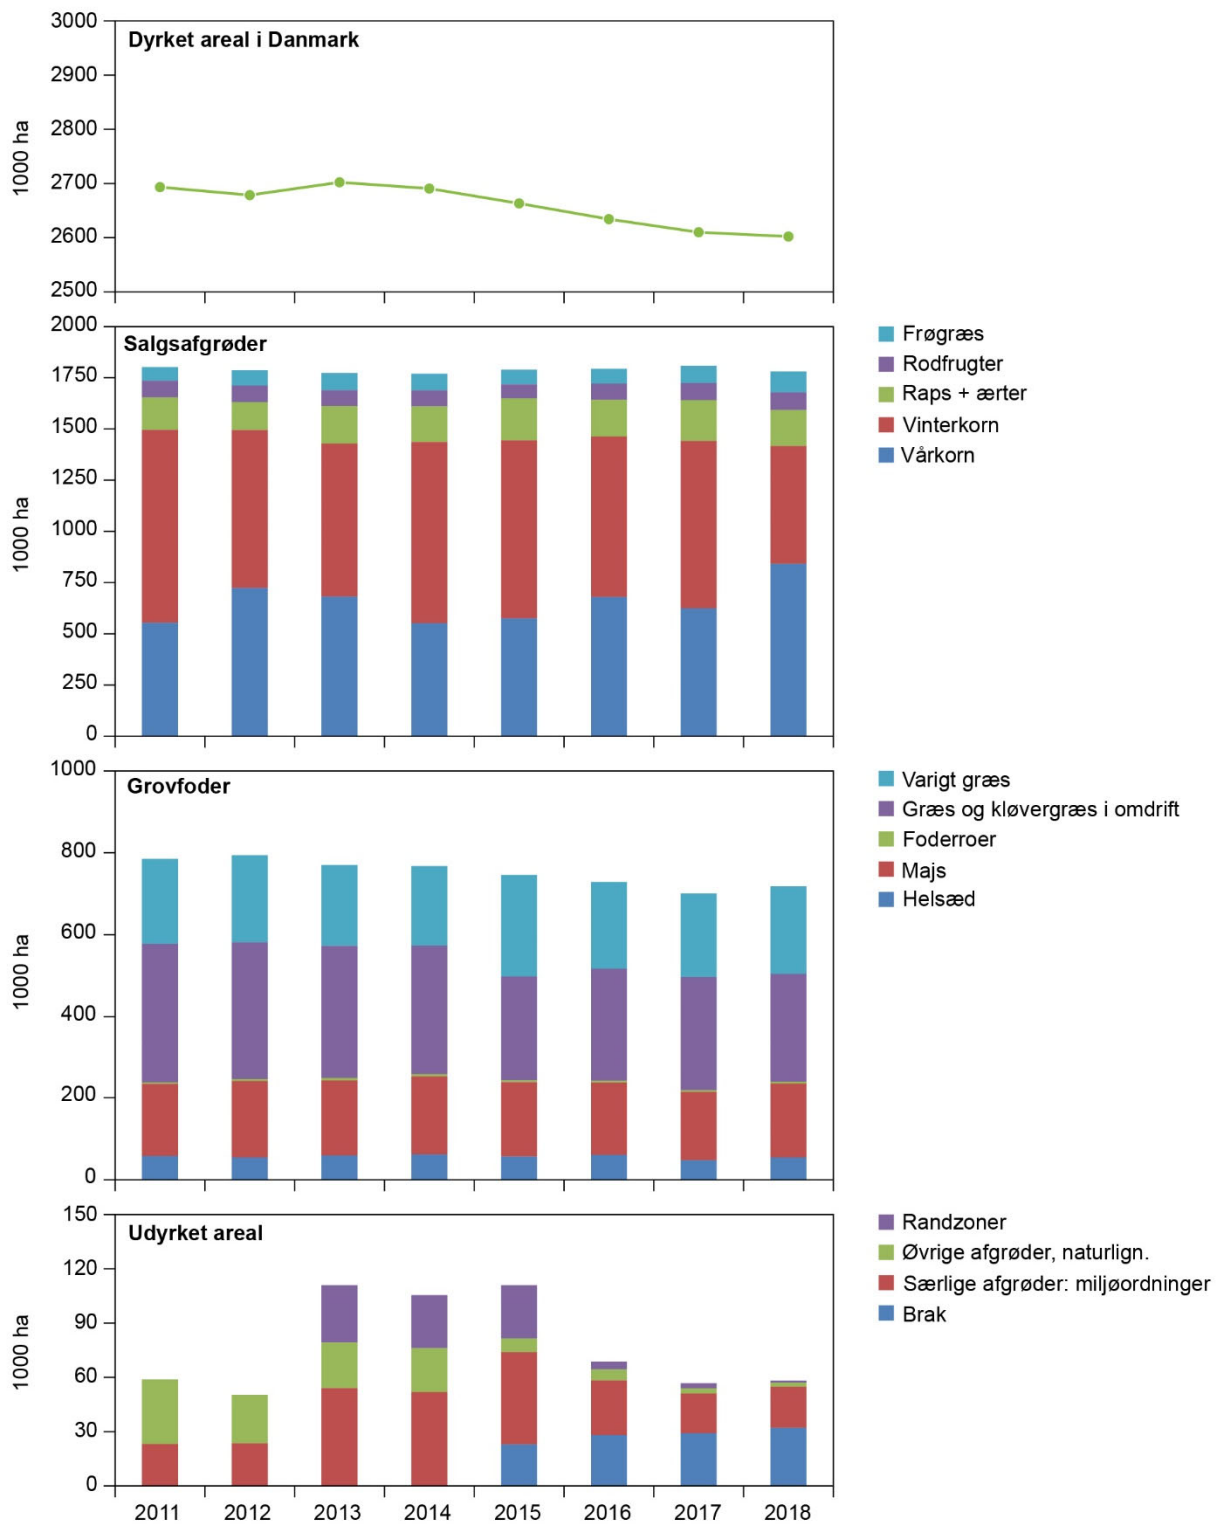 Dyrket areal i Danmark
3000
2900
2800
2700
2600
2500
1000 ha
Salgsafgrøder
2000
1750
1500
1250
1000
750
500
250
0
1000 ha
Frøgræs
Rodfrugter
Raps + ærter
Vinterkorn
Vårkorn
Grovfoder
1000
800
600
400
200
0
1000 ha
Varigt græs
Græs og kløvergræs i omdrift
Foderroer
Majs
Helsæd
Udyrket areal
150
120
90
60
30
0
1000 ha
Randzoner
Øvrige afgrøder, naturlign.
Særlige afgrøder: miljøordninger
Brak
2011 2012 2013 2014 2015 2016 2017 2018